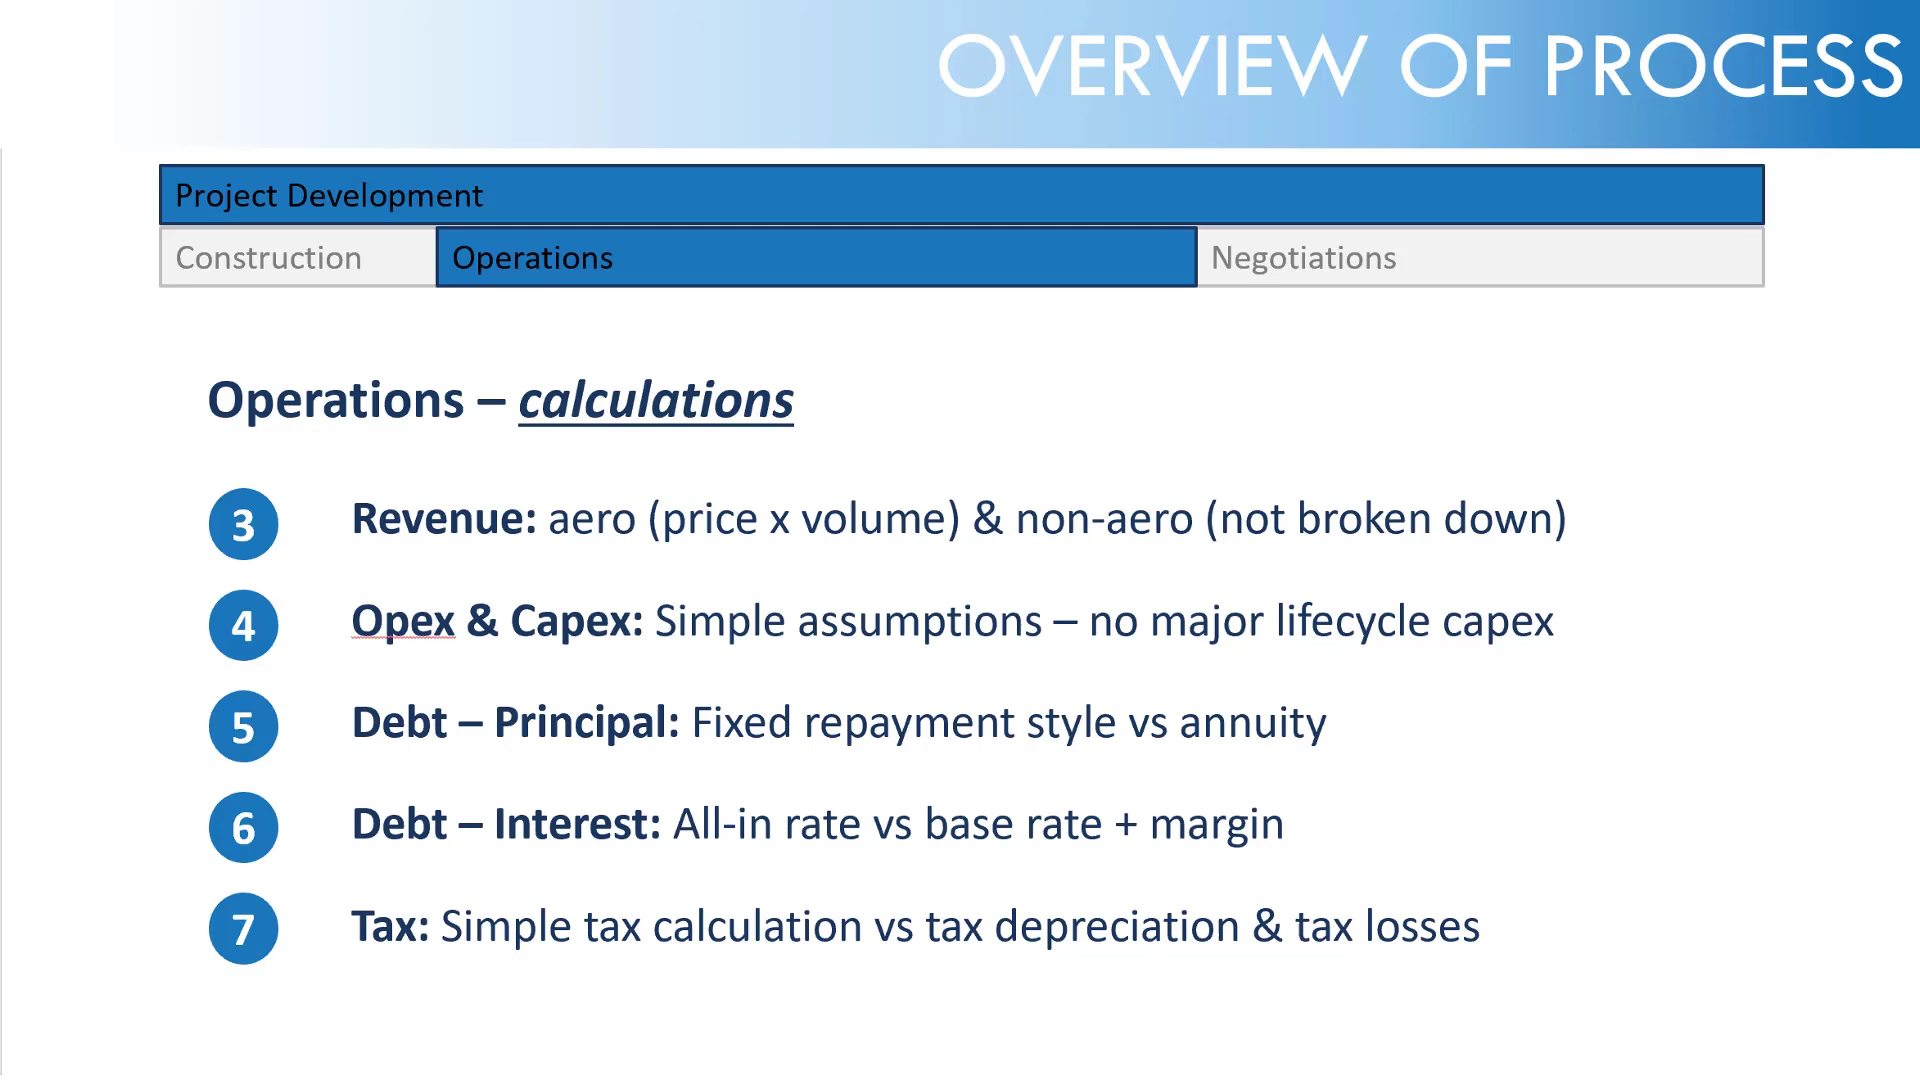 OVERVIEW OF PROCESS
Project Development
Construction
Operations
Negotiations
Operations – calculations
3 Revenue: aero (price x volume) & non-aero (not broken down)
4 Opex & Capex: Simple assumptions – no major lifecycle capex
5 Debt – Principal: Fixed repayment style vs annuity
6 Debt – Interest: All-in rate vs base rate + margin
7 Tax: Simple tax calculation vs tax depreciation & tax losses